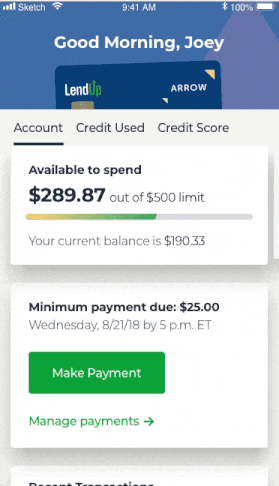 Sketch 9:41 AM 100%
Good Morning, Joey
LendUp ARROW
Account Credit Used Credit Score
Available to spend
$289.87 out of $500 limit
Your current balance is $190.33
Minimum payment due: $25.00
Wednesday, 8/21/18 by 5 p.m. ET
Make Payment
Manage payments →
Recent Transactions